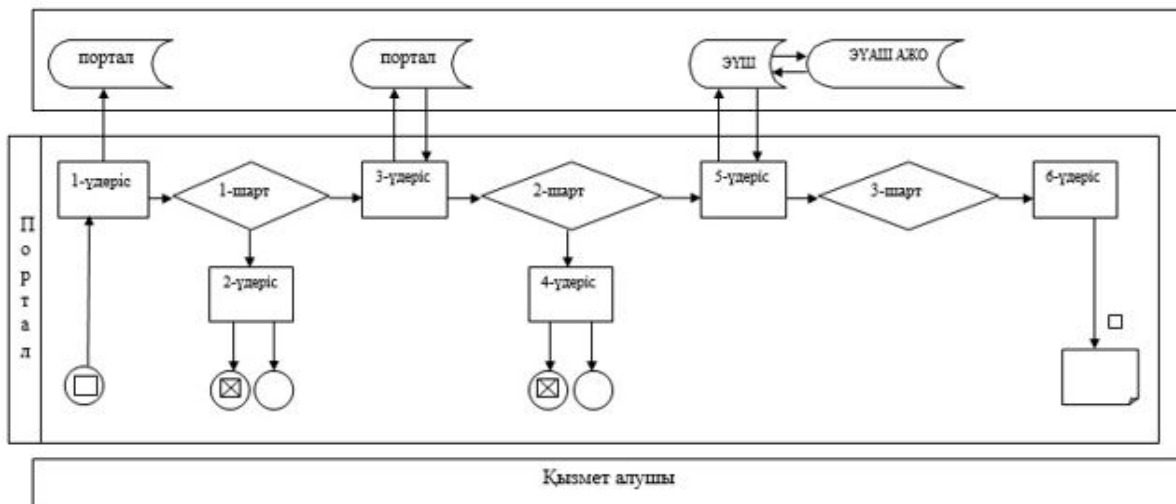 портал
портал
ЭҮШ
ЭҮАШ АЖО
1-үдеріс
1-шарт
3-үдеріс
2-шарт
5-үдеріс
3-шарт
6-үдеріс
Портал
2-үдеріс
4-үдеріс
Қызмет алушы